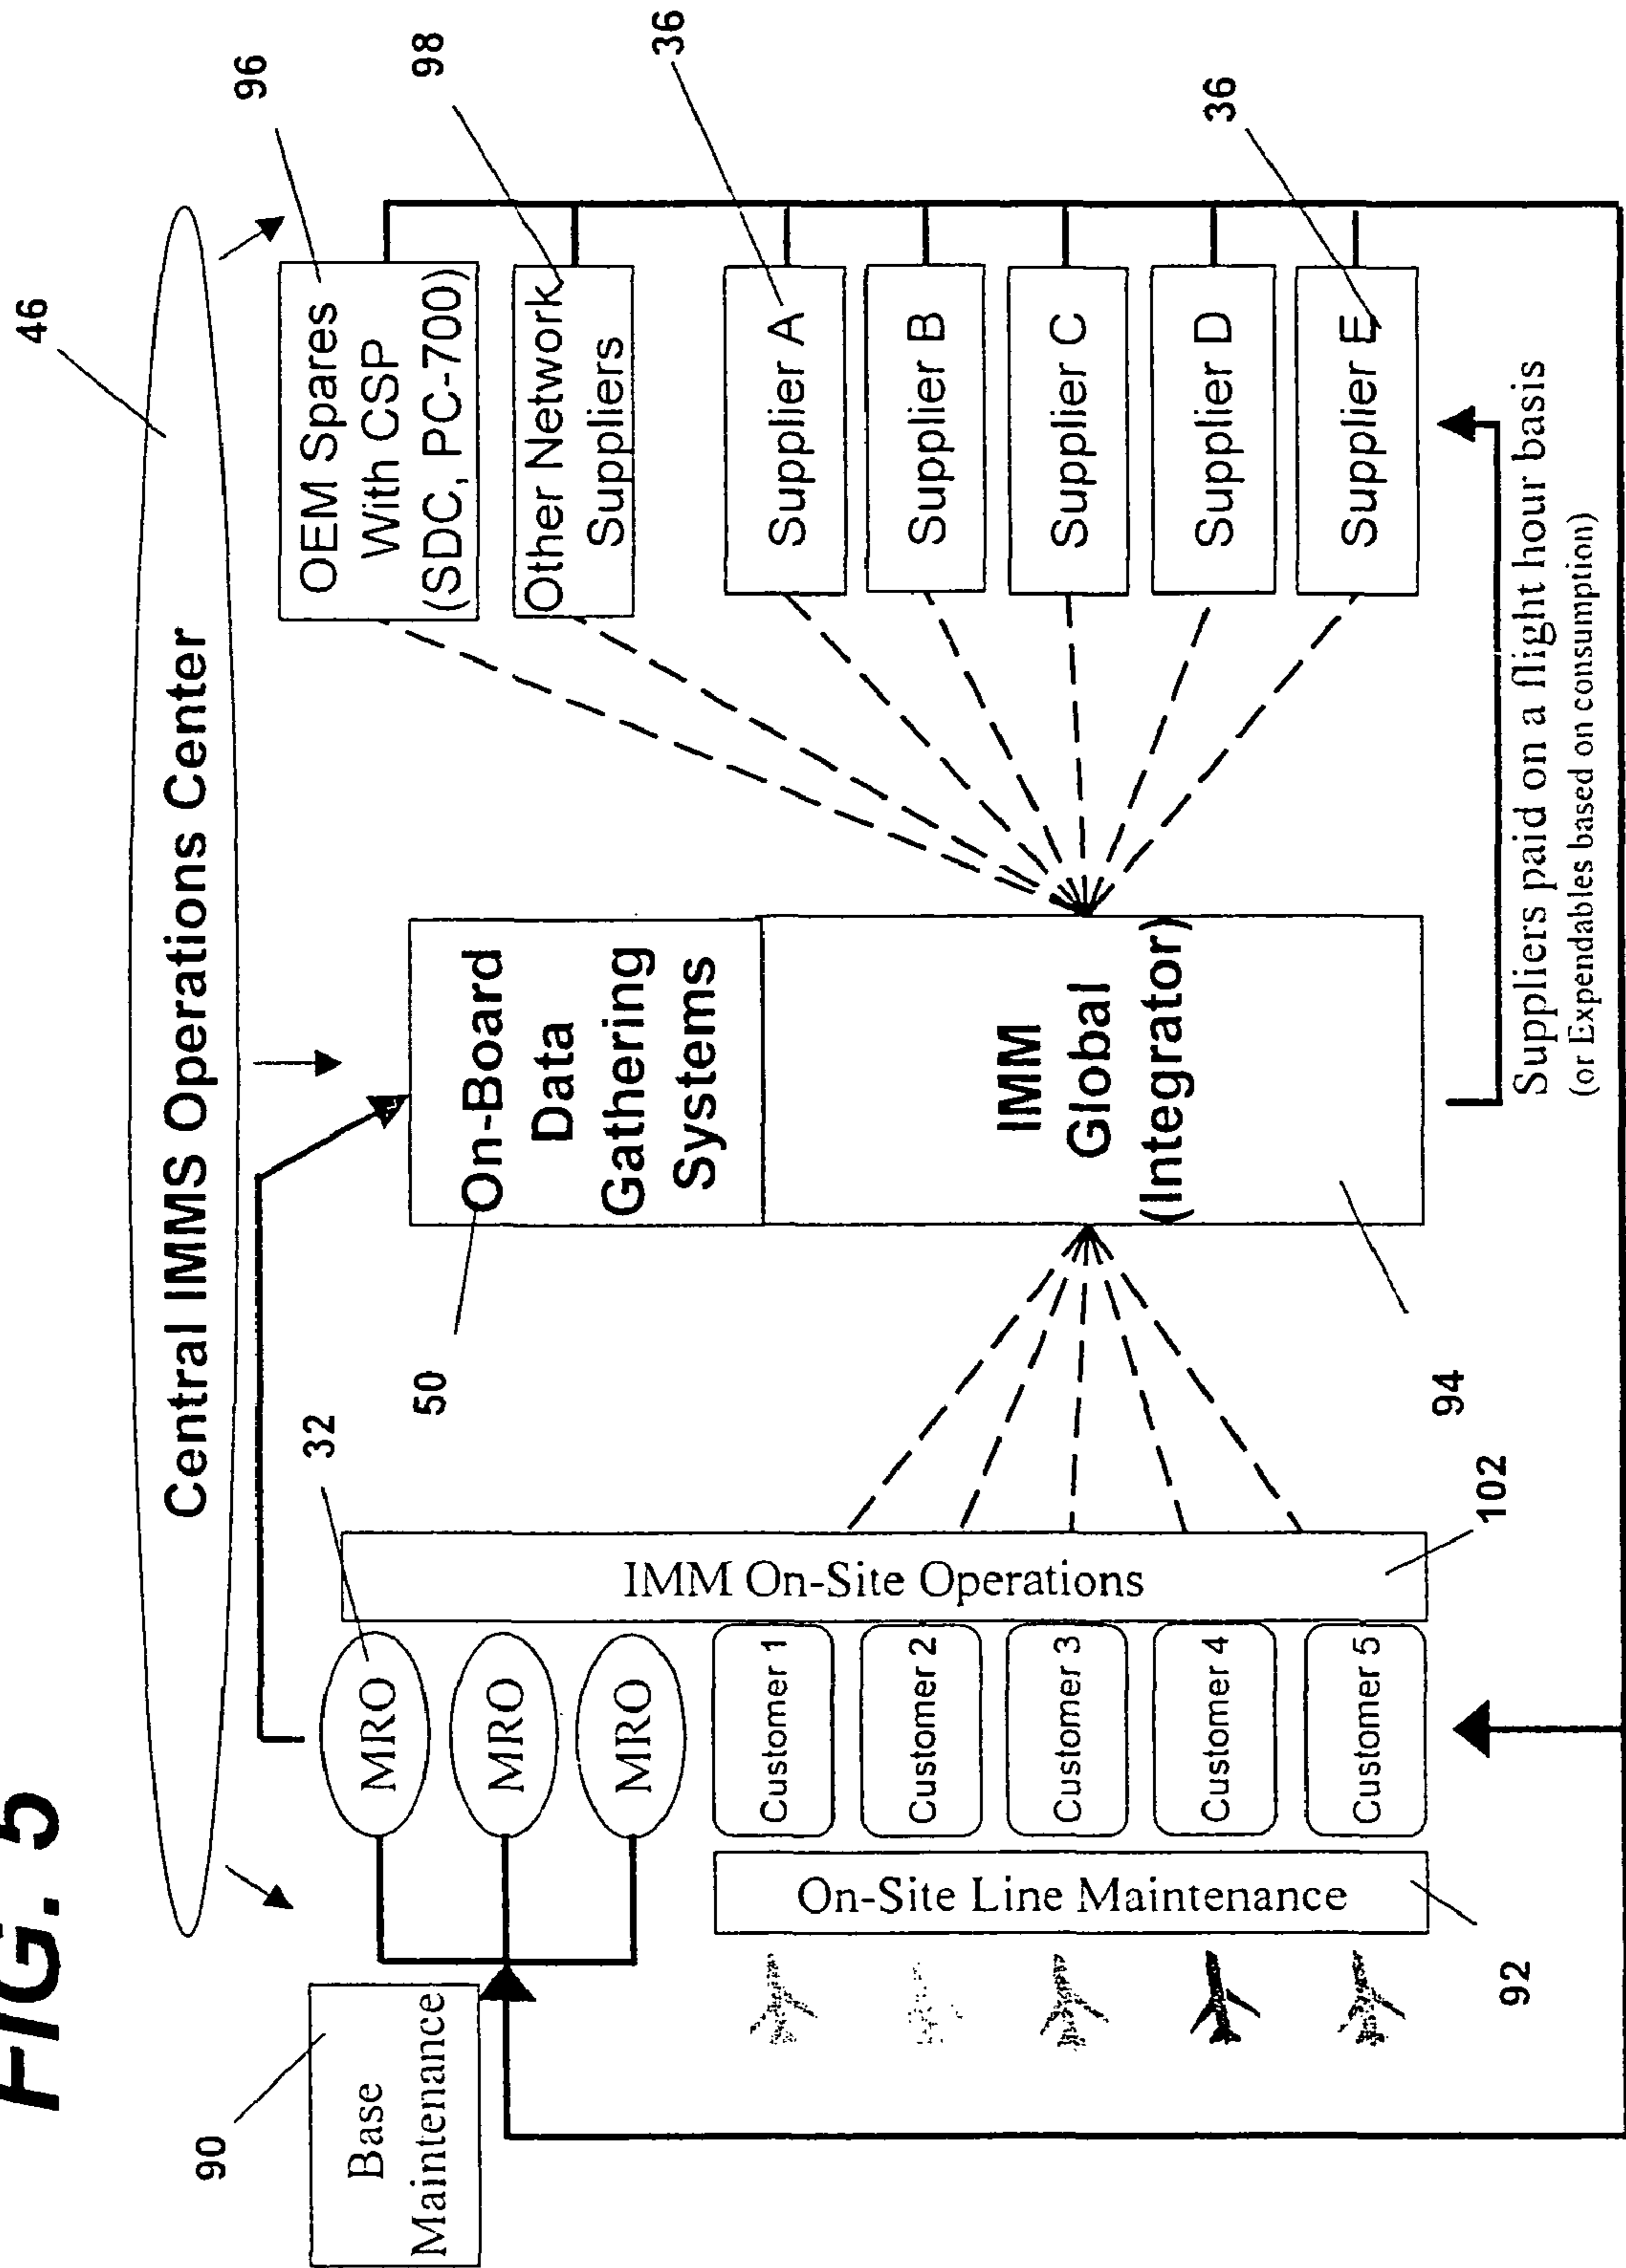 FIG. 5
46
Central IMMS Operations Center
90
Base
Maintenance
32
MRO
MRO
MRO
50
On-Board
Data
Gathering
Systems
96
OEM Spares
With CSP
(SDC, PC-700)
98
Other Network
Suppliers
36
Supplier A
Supplier B
Supplier C
Supplier D
Supplier E
36
IMM
Global
(Integrator)
94
IMM On-Site Operations
102
Customer 1
Customer 2
Customer 3
Customer 4
Customer 5
On-Site Line Maintenance
92
Suppliers paid on a flight hour basis
(or Expendables based on consumption)